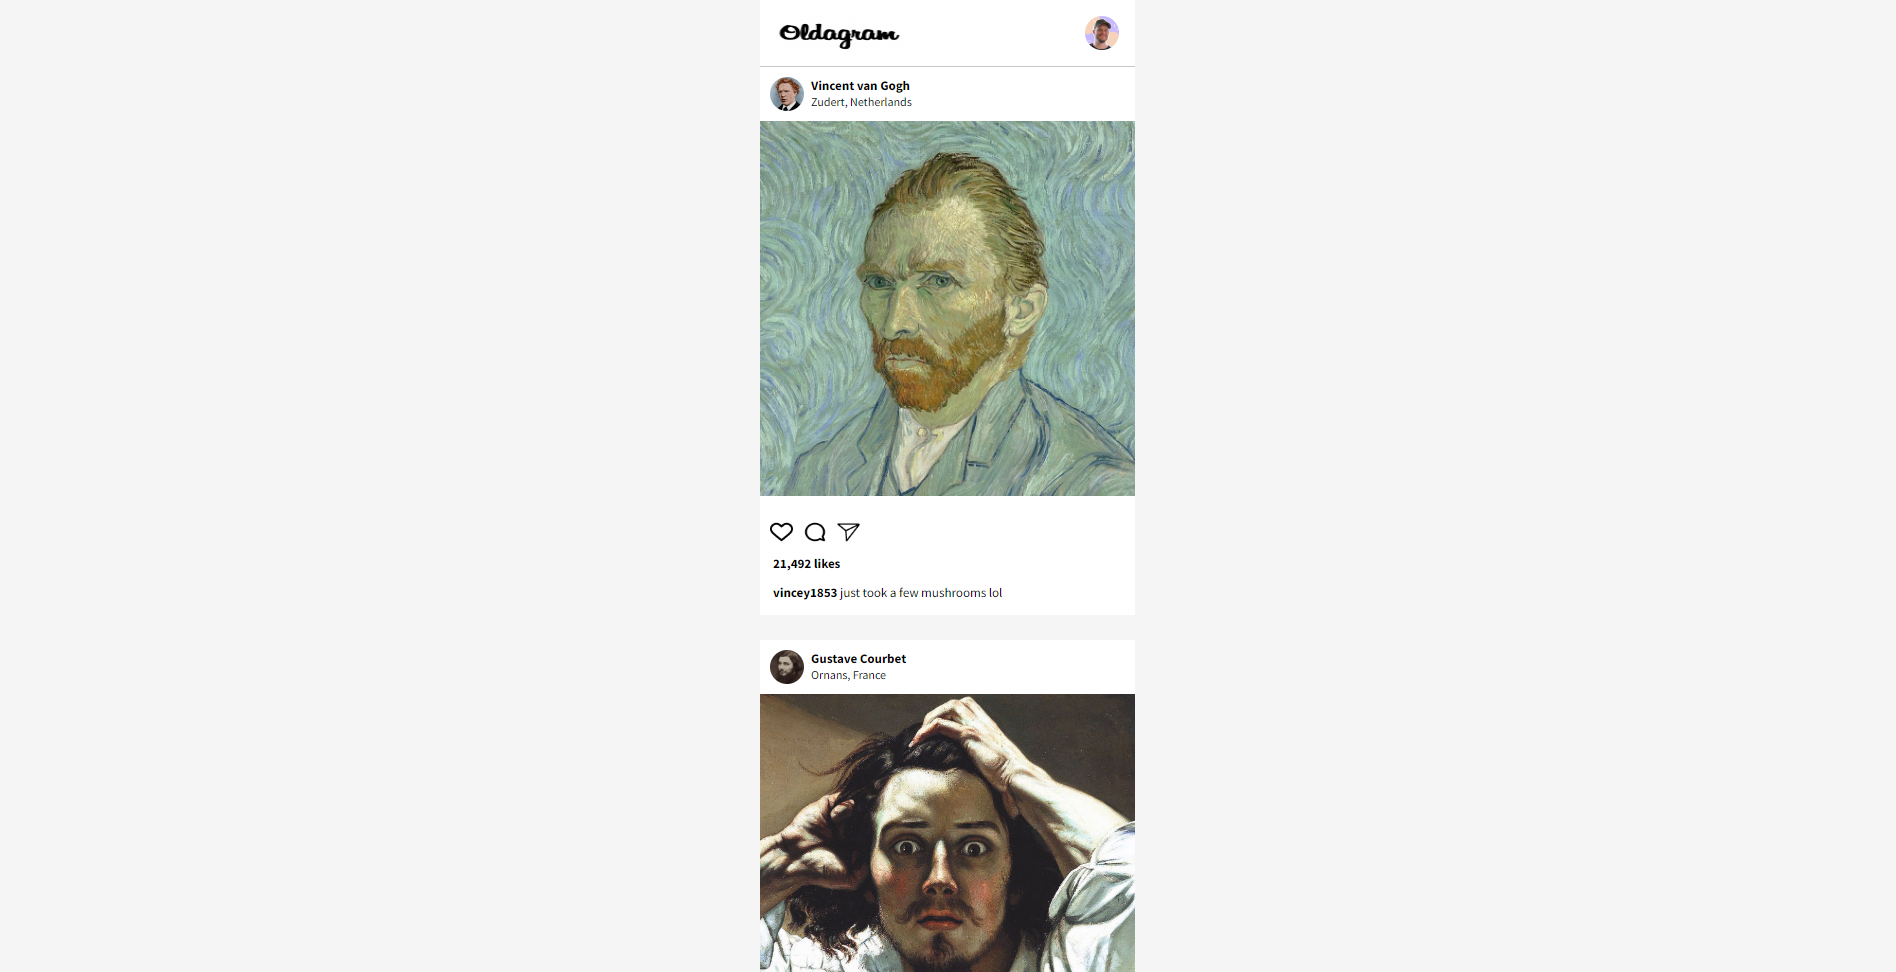 Oldagram
Vincent van Gogh
Zudert, Netherlands
21,492 likes
vincey1853 just took a few mushrooms lol
Gustave Courbet
Ornans, France